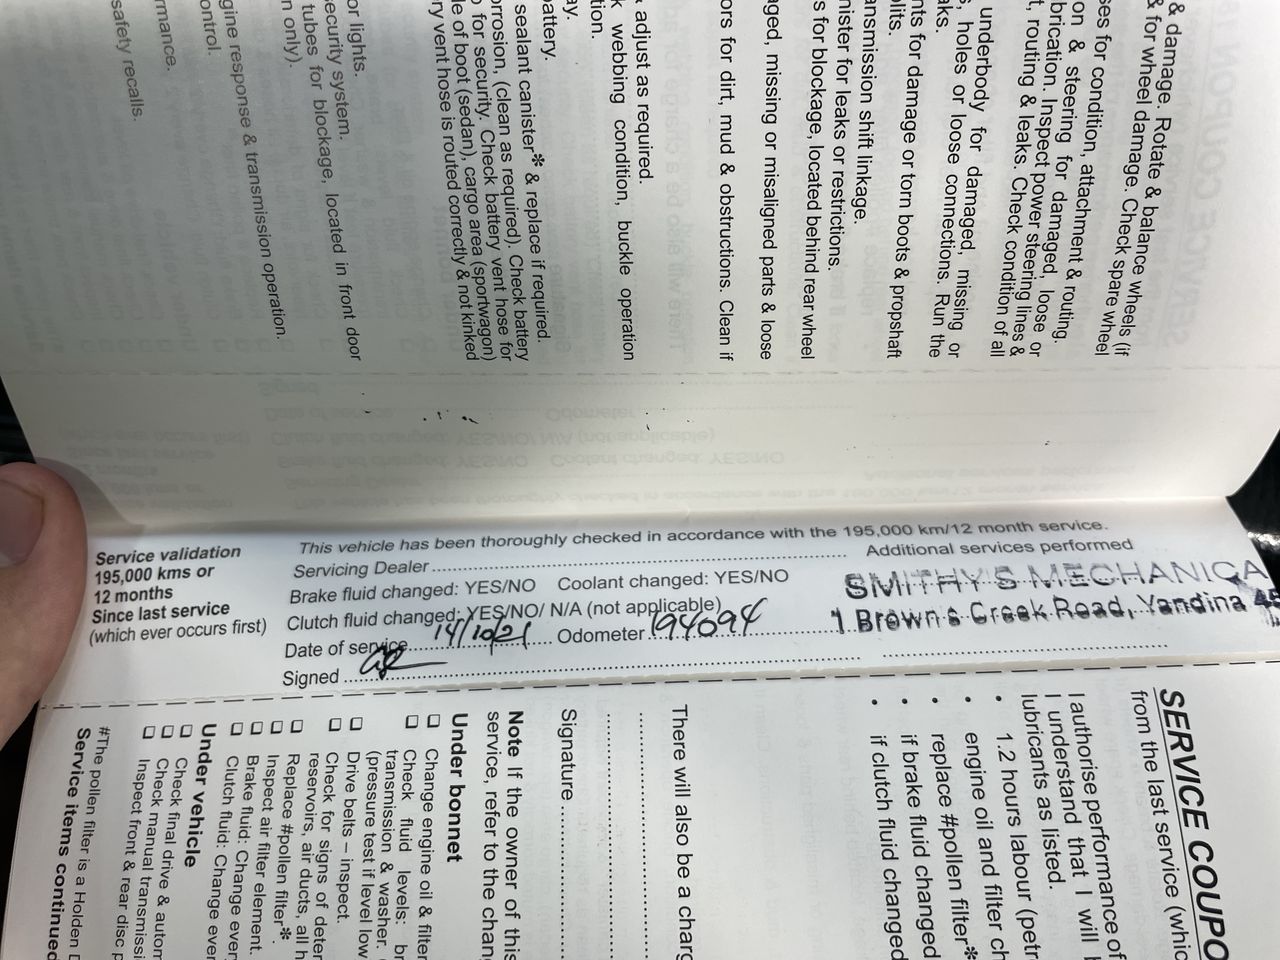 & damage. Rotate & balance wheels (if
& for wheel damage. Check spare wheel
ses for condition, attachment & routing.
on & steering for damaged, loose or
brication. Inspect power steering lines &
t, routing & leaks. Check condition of all
underbody for damaged, missing or
s, holes or loose connections. Run the
aks.
nts for damage or torn boots & propshaft
olits.
ansmission shift linkage.
nister for leaks or restrictions.
s for blockage, located behind rear wheel
aged, missing or misaligned parts & loose
ors for dirt, mud & obstructions. Clean if
, adjust as required.
k webbing condition, buckle operation
tion.
ay.
battery.
sealant canister* & replace if required.
orrosion, (clean as required). Check battery
for security. Check battery vent hose for
le of boot (sedan), cargo area (sportwagon)
ry vent hose is routed correctly & not kinked
or lights.
ecurity system.
tubes for blockage, located in front door
n only).
gine response & transmission operation.
ontrol.
rmance.
safety recalls.
Service validation
195,000 kms or
12 months
Since last service
(which ever occurs first)
This vehicle has been thoroughly checked in accordance with the 195,000 km/12 month service.
Servicing Dealer
Additional services performed
Brake fluid changed: YES/NO Coolant changed: YES/NO
SMITHY'S MECHANICA
Clutch fluid changed: YES/NO/ N/A (not applicable)
1 Brown's Creek Road, Yandina 45
Date of service 14/10/21 Odometer 194094
Signed
SERVICE COUPO
from the last service (whic
I authorise performance of
I understand that I will b
lubricants as listed.
• 1.2 hours labour (petr
• engine oil and filter ch
• replace #pollen filter*
• if brake fluid changed
• if clutch fluid changed
There will also be a charg
Signature
Note If the owner of this
service, refer to the chan
Under bonnet
❑ Change engine oil & filter
❑ Check fluid levels: br
transmission & washer.
(pressure test if level low
❑ Drive belts – inspect.
❑ Check for signs of deter
reservoirs, air ducts, all h
❑ Replace #pollen filter*.
❑ Inspect air filter element.
❑ Brake fluid: Change every
❑ Clutch fluid: Change ever
Under vehicle
❑ Check final drive & autom
❑ Check manual transmissi
❑ Inspect front & rear disc p
#The pollen filter is a Holden D
Service items continued